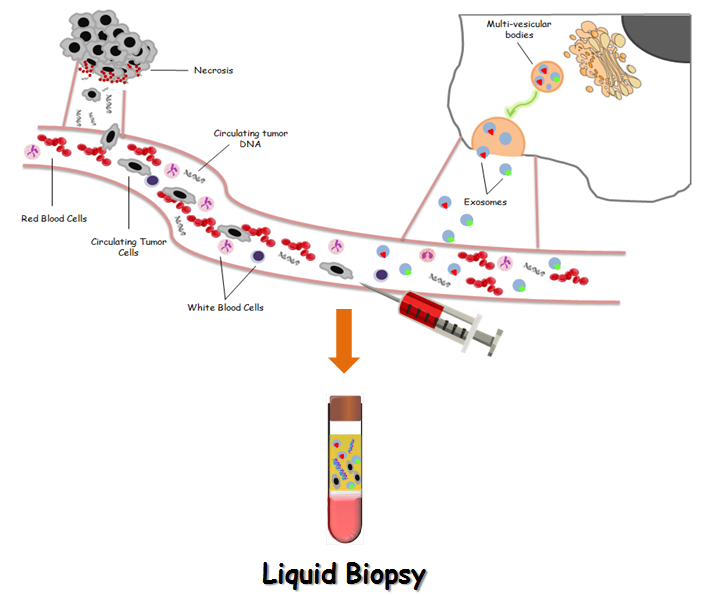 Multi-vesicular
bodies
Necrosis
Circulating tumor
DNA
Exosomes
Red Blood Cells
Circulating Tumor
Cells
White Blood Cells
Liquid Biopsy